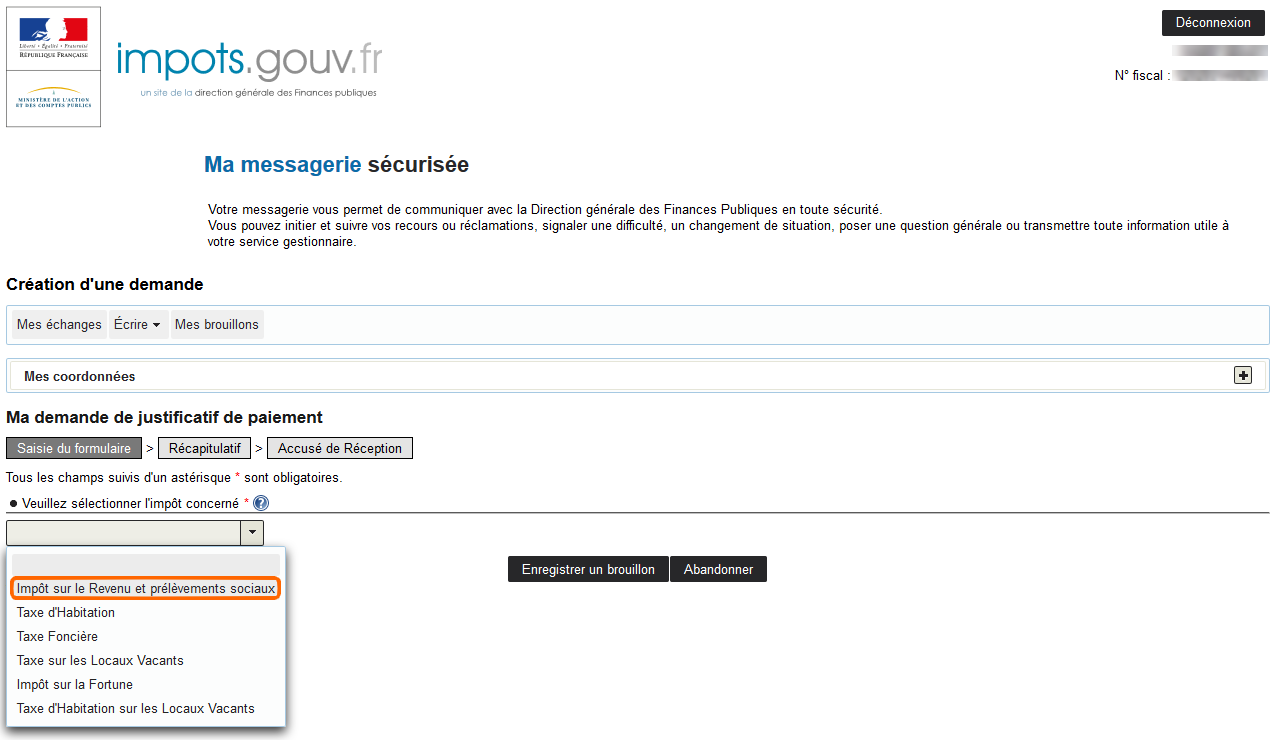 Déconnexion
Liberté • Égalité • Fraternité
RÉPUBLIQUE FRANÇAISE
MINISTÈRE DE L'ACTION
ET DES COMPTES PUBLICS
impots.gouv.fr
un site de la direction générale des Finances publiques
N° fiscal :
Ma messagerie sécurisée
Votre messagerie vous permet de communiquer avec la Direction générale des Finances Publiques en toute sécurité.
Vous pouvez initier et suivre vos recours ou réclamations, signaler une difficulté, un changement de situation, poser une question générale ou transmettre toute information utile à
votre service gestionnaire.
Création d'une demande
Mes échanges Écrire Mes brouillons
Mes coordonnées
Ma demande de justificatif de paiement
Saisie du formulaire > Récapitulatif > Accusé de Réception
Tous les champs suivis d'un astérisque * sont obligatoires.
Veuillez sélectionner l'impôt concerné * ?
Enregistrer un brouillon Abandonner
Impôt sur le Revenu et prélèvements sociaux
Taxe d'Habitation
Taxe Foncière
Taxe sur les Locaux Vacants
Impôt sur la Fortune
Taxe d'Habitation sur les Locaux Vacants